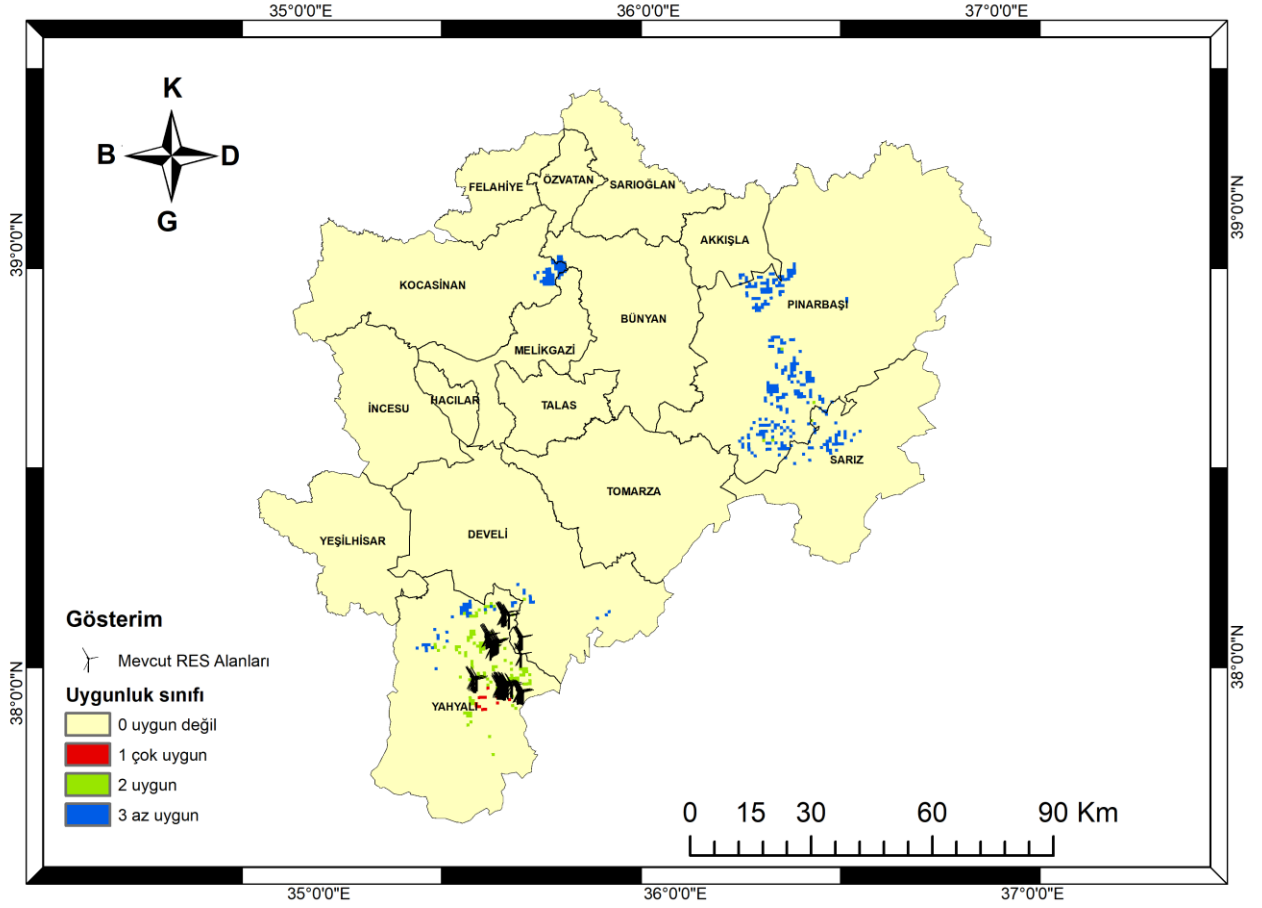 35°0'0"E 36°0'0"E 37°0'0"E
K
B D
G
39°0'0"N
39°0'0"N
FELAHİYE
ÖZVATAN
SARIOĞLAN
AKKIŞLA
KOCASİNAN
PINARBAŞI
BÜNYAN
MELİKGAZİ
HACILAR
İNCESU
TALAS
SARIZ
TOMARZA
DEVELİ
YEŞİLHİSAR
YAHYALI
38°0'0"N
38°0'0"N
Gösterim
Mevcut RES Alanları
Uygunluk sınıfı
0 uygun değil
1 çok uygun
2 uygun
3 az uygun
0 15 30 60 90 Km
35°0'0"E 36°0'0"E 37°0'0"E